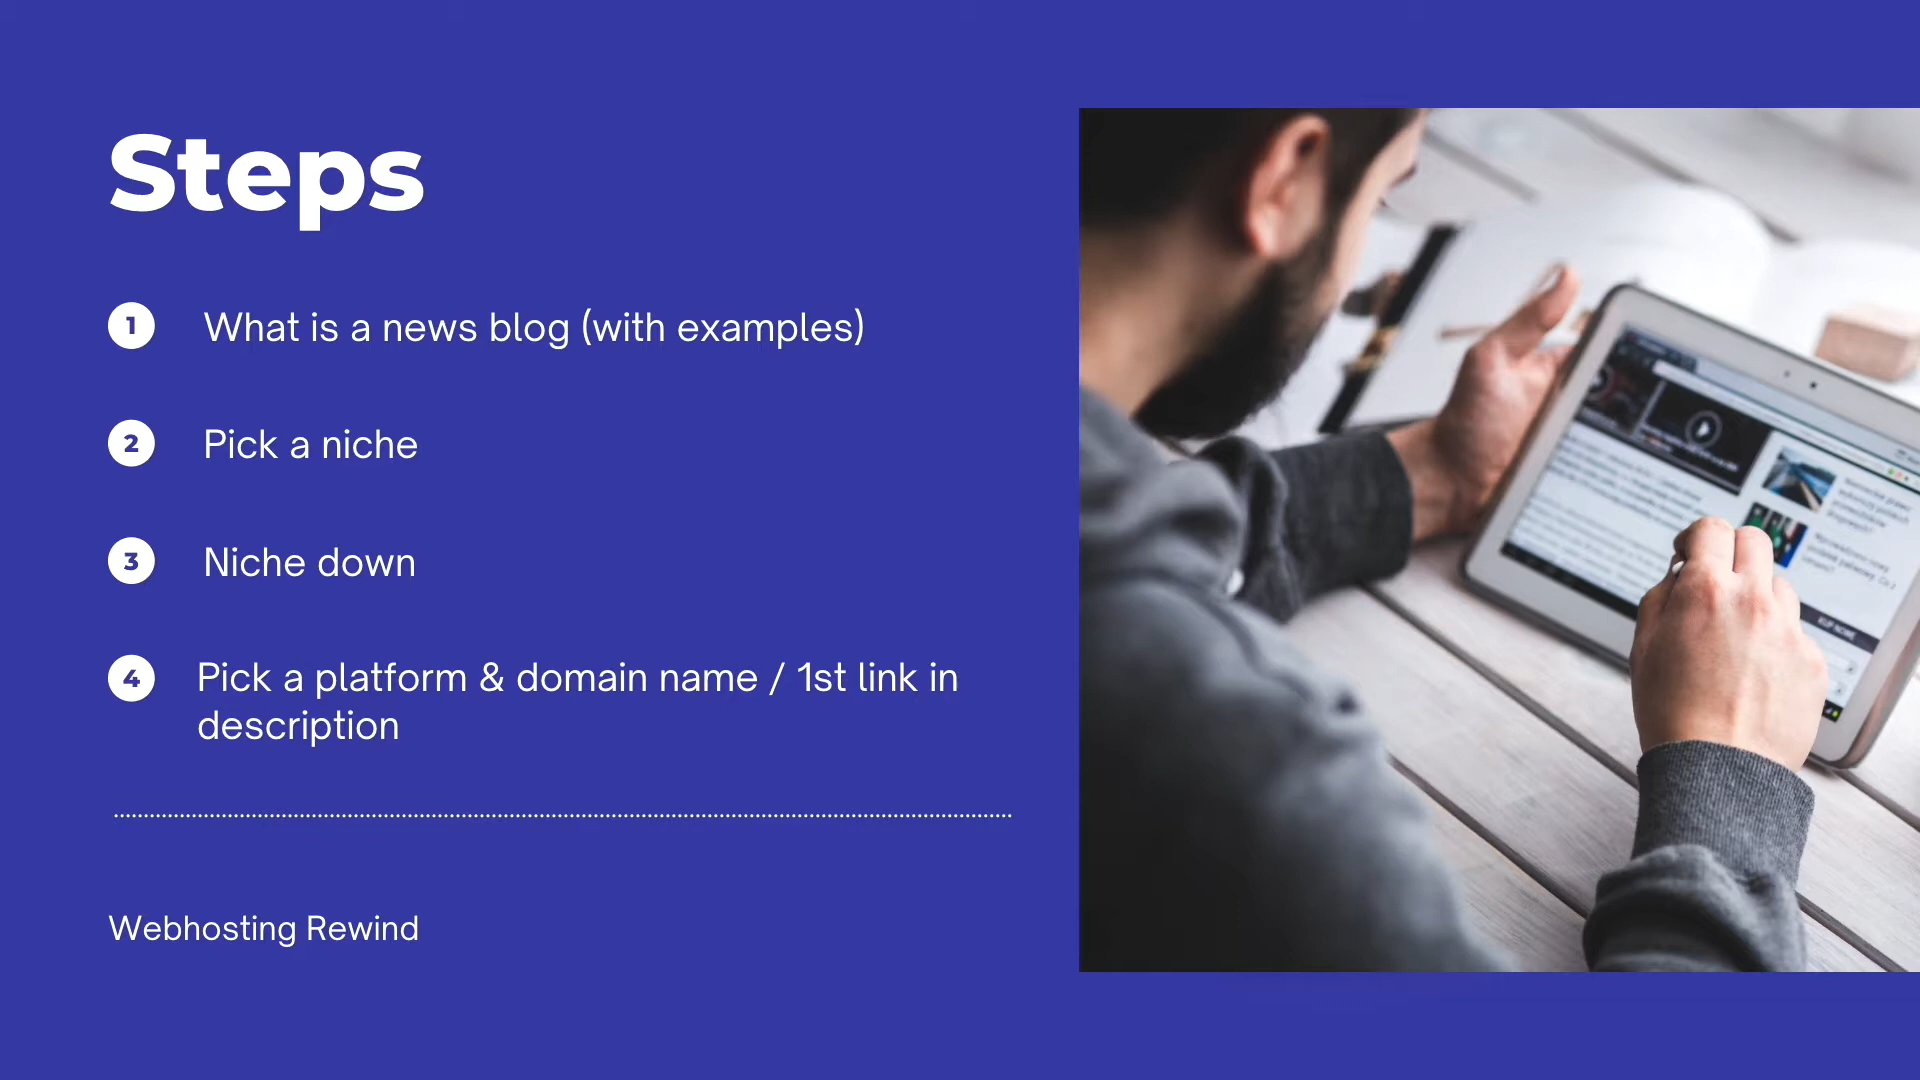 Steps
1 What is a news blog (with examples)
2 Pick a niche
3 Niche down
4 Pick a platform & domain name / 1st link in
description
Webhosting Rewind